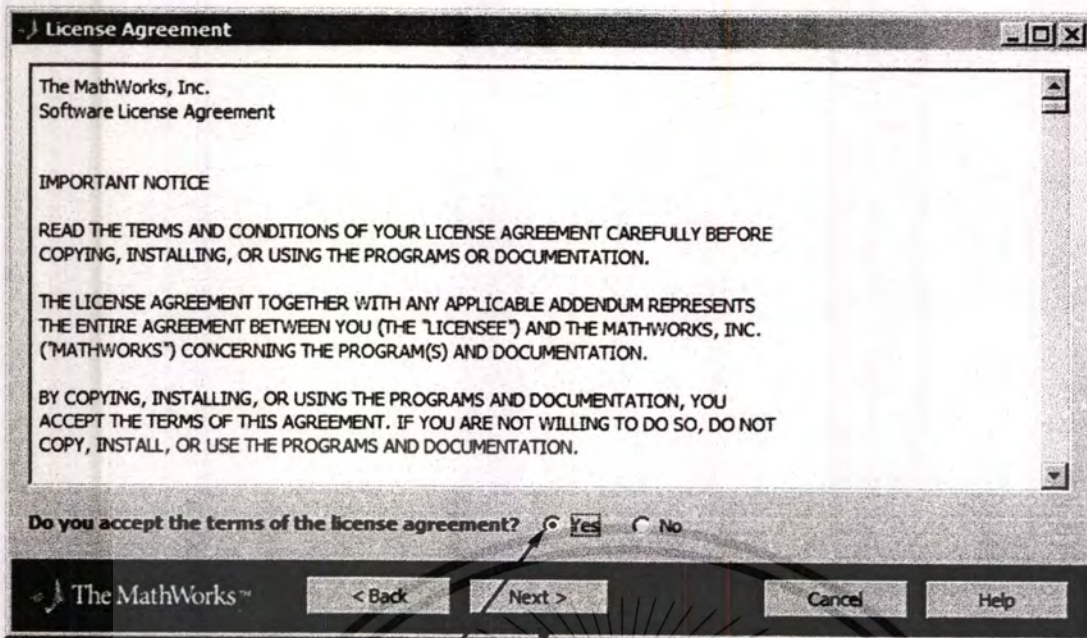 License Agreement
The MathWorks, Inc.
Software License Agreement
IMPORTANT NOTICE
READ THE TERMS AND CONDITIONS OF YOUR LICENSE AGREEMENT CAREFULLY BEFORE
COPYING, INSTALLING, OR USING THE PROGRAMS OR DOCUMENTATION.
THE LICENSE AGREEMENT TOGETHER WITH ANY APPLICABLE ADDENDUM REPRESENTS
THE ENTIRE AGREEMENT BETWEEN YOU (THE "LICENSEE") AND THE MATHWORKS, INC.
("MATHWORKS") CONCERNING THE PROGRAM(S) AND DOCUMENTATION.
BY COPYING, INSTALLING, OR USING THE PROGRAMS AND DOCUMENTATION, YOU
ACCEPT THE TERMS OF THIS AGREEMENT. IF YOU ARE NOT WILLING TO DO SO, DO NOT
COPY, INSTALL, OR USE THE PROGRAMS AND DOCUMENTATION.
Do you accept the terms of the license agreement? Yes No
The MathWorks™ < Back Next > Cancel Help